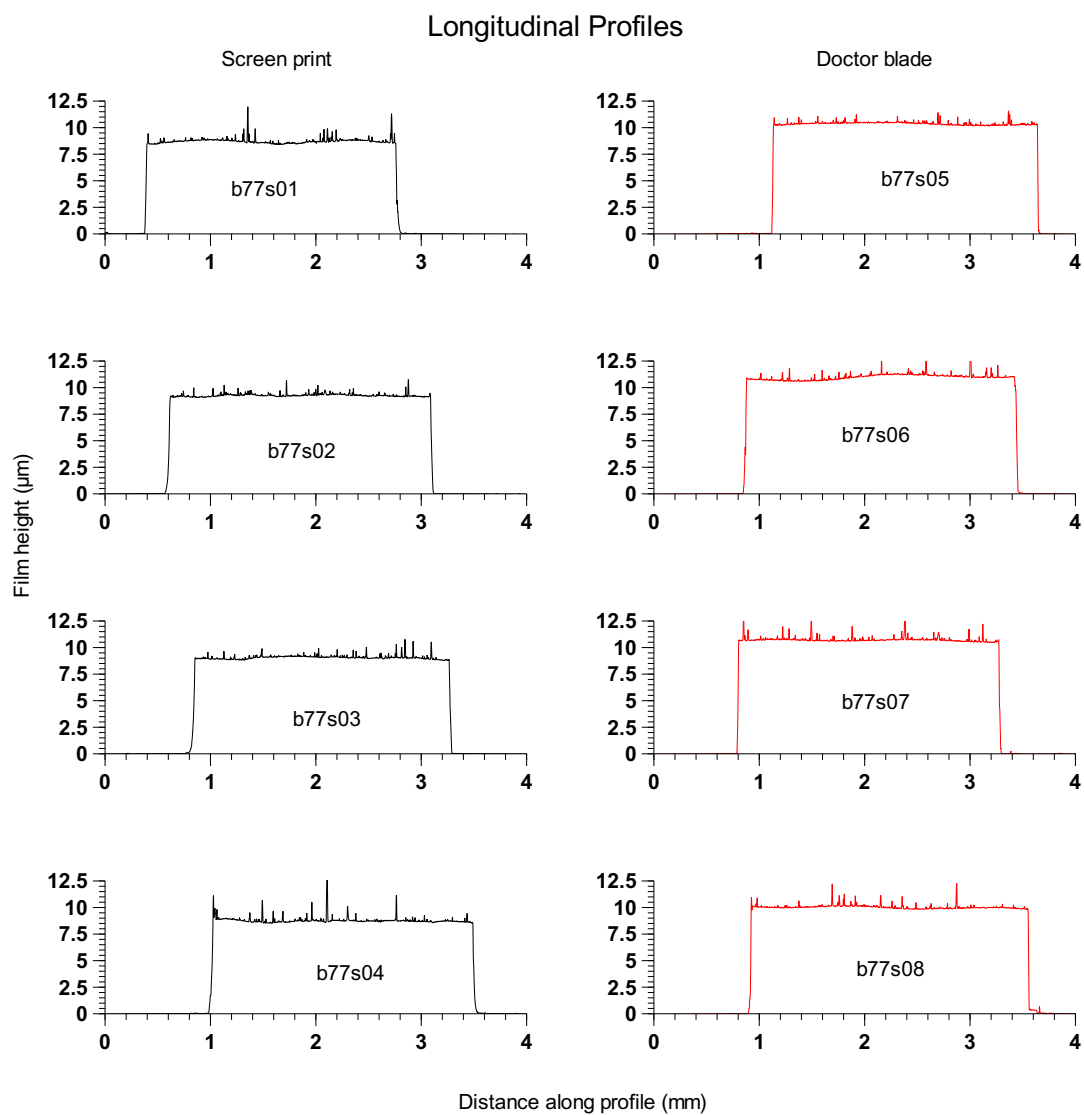 Longitudinal Profiles
Screen print
Doctor blade
12.5
10
7.5
5
2.5
0
b77s01
0 1 2 3 4
12.5
10
7.5
5
2.5
0
b77s05
0 1 2 3 4
12.5
10
7.5
5
2.5
0
b77s02
0 1 2 3 4
12.5
10
7.5
5
2.5
0
b77s06
0 1 2 3 4
Film height (µm)
12.5
10
7.5
5
2.5
0
b77s03
0 1 2 3 4
12.5
10
7.5
5
2.5
0
b77s07
0 1 2 3 4
12.5
10
7.5
5
2.5
0
b77s04
0 1 2 3 4
12.5
10
7.5
5
2.5
0
b77s08
0 1 2 3 4
Distance along profile (mm)